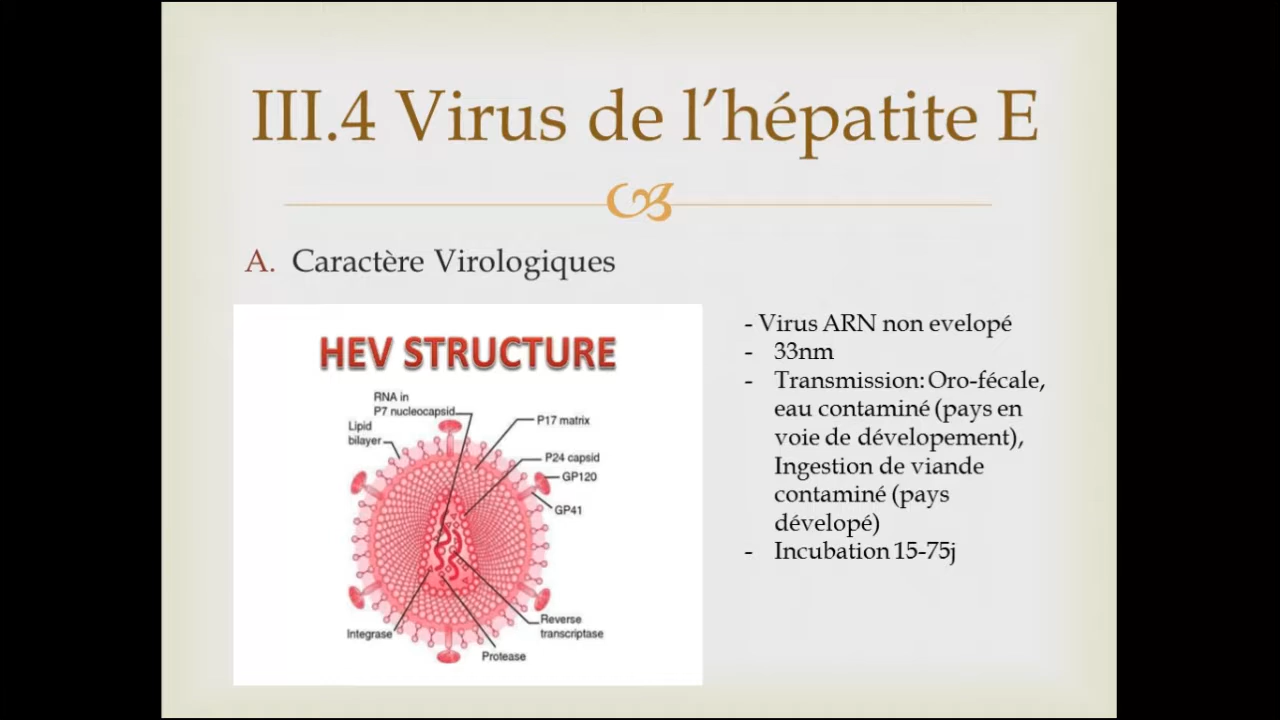 III.4 Virus de l’hépatite E
A. Caractère Virologiques
HEV STRUCTURE
RNA in
P7 nucleocapsid
Lipid
bilayer
P17 matrix
P24 capsid
GP120
GP41
Integrase
Reverse
transcriptase
Protease
- Virus ARN non evelopé
- 33nm
- Transmission: Oro-fécale,
eau contaminé (pays en
voie de dévelopement),
Ingestion de viande
contaminé (pays
dévelopé)
- Incubation 15-75j